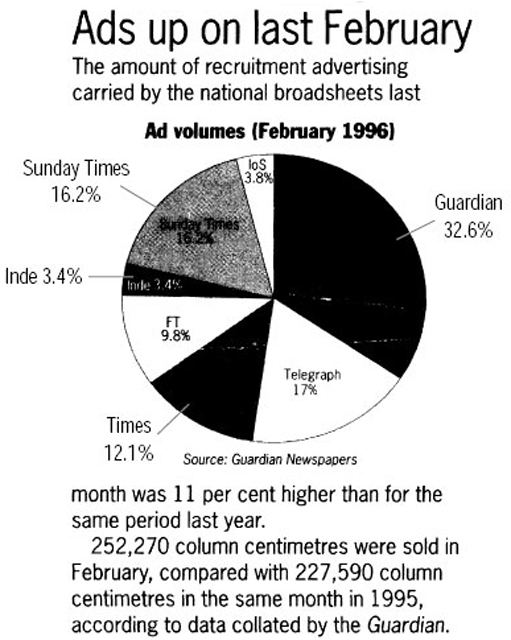 Ads up on last February
The amount of recruitment advertising
carried by the national broadsheets last
Ad volumes (February 1996)
IoS
3.8%
Sunday Times
16.2%
Sunday Times
16.2%
Guardian
32.6%
Inde 3.4%
Inde 3.4%
FT
9.8%
Telegraph
17%
Times
12.1%
Source: Guardian Newspapers
month was 11 per cent higher than for the
same period last year.
252,270 column centimetres were sold in
February, compared with 227,590 column
centimetres in the same month in 1995,
according to data collated by the Guardian.